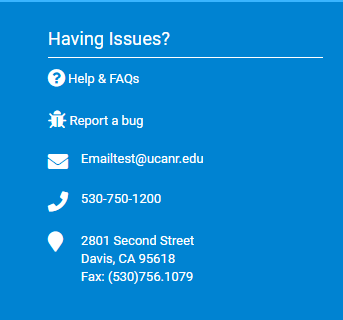 Having Issues?
Help & FAQs
Report a bug
Emailtest@ucanr.edu
530-750-1200
2801 Second Street
Davis, CA 95618
Fax: (530)756.1079